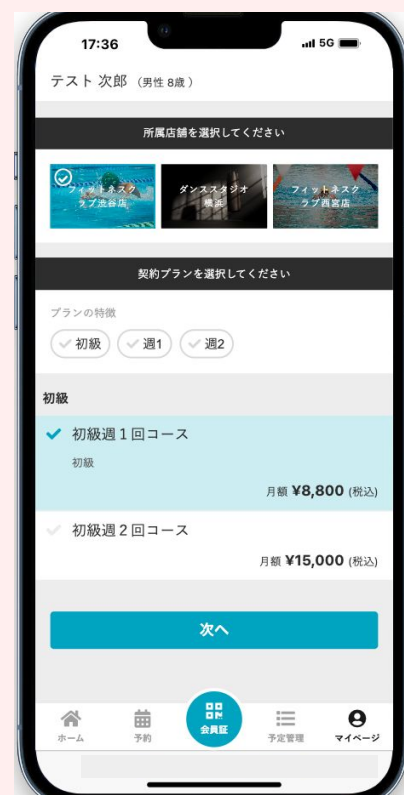 17:36
5G
テスト 次郎 (男性 8歳 )
所属店舗を選択してください
フィットネスク
ラブ渋谷店
ダンススタジオ
横浜
フィットネスク
ラブ西宮店
契約プランを選択してください
プランの特徴
初級
週1
週2
初級
初級週1回コース
初級
月額 ¥8,800 (税込)
初級週2回コース
月額 ¥15,000 (税込)
次へ
ホーム
予約
会員証
予定管理
マイページ